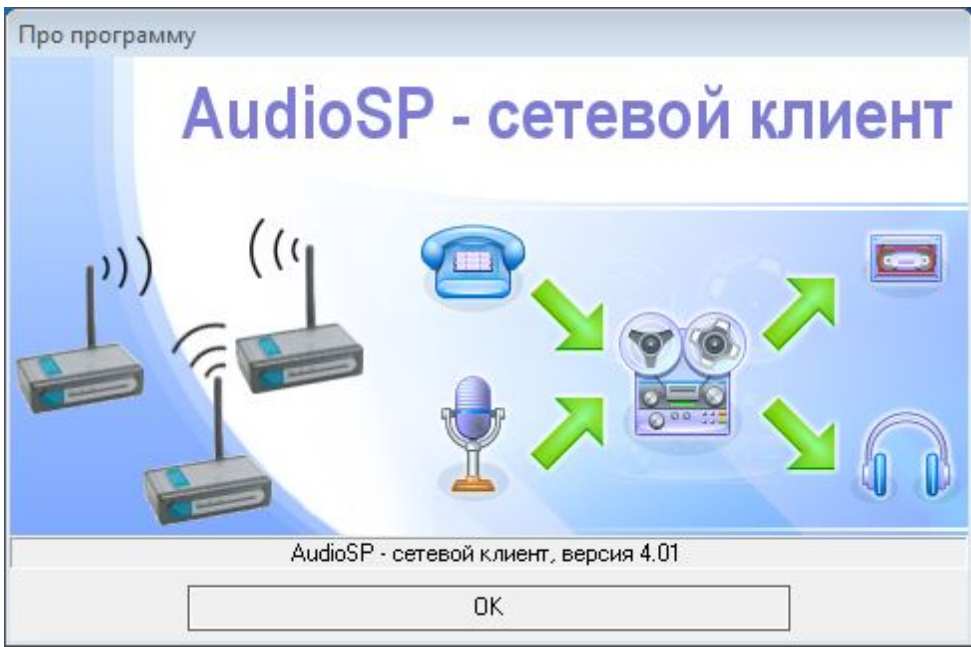 Про программу
AudioSP - сетевой клиент
AudioSP - сетевой клиент, версия 4.01
OK